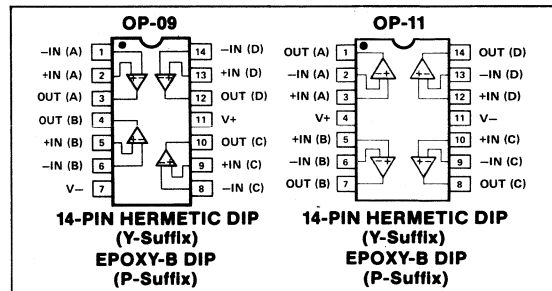 OP-09
−IN (A) 1 14 −IN (D)
+IN (A) 2 13 +IN (D)
OUT (A) 3 12 OUT (D)
OUT (B) 4 11 V+
+IN (B) 5 10 OUT (C)
−IN (B) 6 9 +IN (C)
V− 7 8 −IN (C)
14-PIN HERMETIC DIP
(Y-Suffix)
EPOXY-B DIP
(P-Suffix)
OP-11
OUT (A) 1 14 OUT (D)
−IN (A) 2 13 −IN (D)
+IN (A) 3 12 +IN (D)
V+ 4 11 V−
+IN (B) 5 10 +IN (C)
−IN (B) 6 9 −IN (C)
OUT (B) 7 8 OUT (C)
14-PIN HERMETIC DIP
(Y-Suffix)
EPOXY-B DIP
(P-Suffix)